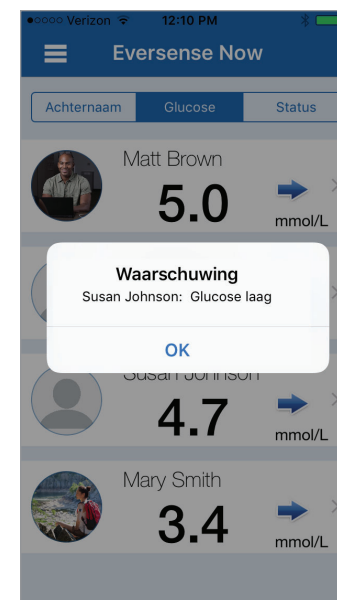 Verizon 12:10 PM
Eversense Now
Achternaam Glucose Status
Matt Brown
5.0
mmol/L
Waarschuwing
Susan Johnson: Glucose laag
OK
Susan Johnson
4.7
mmol/L
Mary Smith
3.4
mmol/L